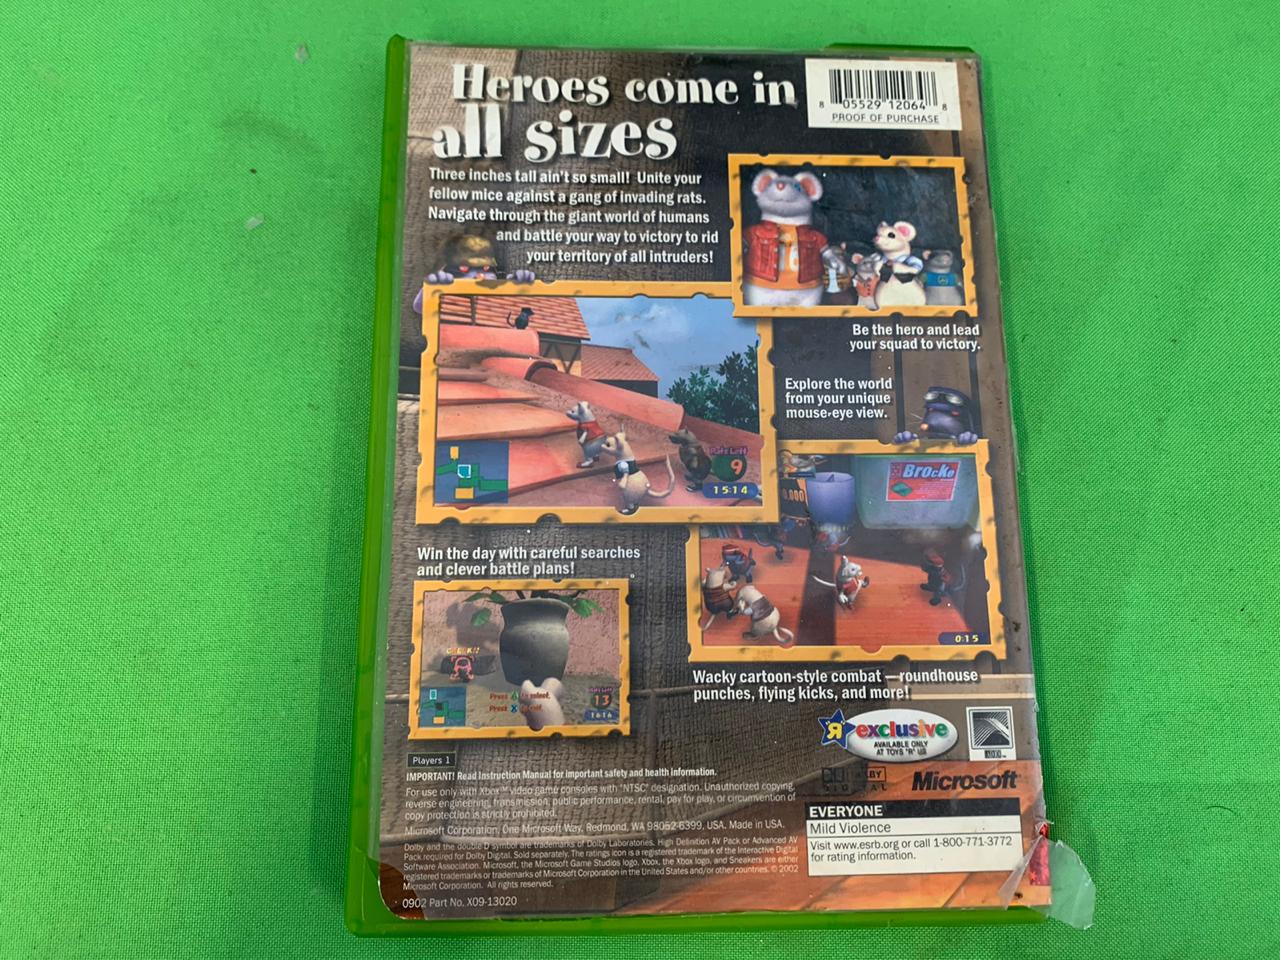 Heroes come in
all sizes
8 05529 12064 8
PROOF OF PURCHASE
Three inches tall ain't so small! Unite your
fellow mice against a gang of invading rats.
Navigate through the giant world of humans
and battle your way to victory to rid
your territory of all intruders!
Be the hero and lead
your squad to victory.
Explore the world
from your unique
mouse-eye view.
Rats Left
9
15:14
Brocke
0:15
Win the day with careful searches
and clever battle plans!
Press A to select.
Press X to
Rats Left
13
16:16
Wacky cartoon-style combat —roundhouse
punches, flying kicks, and more!
"R" exclusive
AVAILABLE ONLY
AT TOYS "R" US
Players 1
IMPORTANT! Read Instruction Manual for important safety and health information.
For use only with Xbox™ video game consoles with "NTSC" designation. Unauthorized copying,
reverse engineering, transmission, public performance, rental, pay for play, or circumvention of
copy protection is strictly prohibited.
Microsoft Corporation, One Microsoft Way, Redmond, WA 98052-6399, USA. Made in USA.
Dolby and the double D symbol are trademarks of Dolby Laboratories. High Definition AV Pack or Advanced AV
Pack required for Dolby Digital. Sold separately. The ratings icon is a registered trademark of the Interactive Digital
Software Association. Microsoft, the Microsoft Game Studios logo, Xbox, the Xbox logo, and Sneakers are either
registered trademarks or trademarks of Microsoft Corporation in the United States and/or other countries. © 2002
Microsoft Corporation. All rights reserved.
0902 Part No. X09-13020
Microsoft
EVERYONE
Mild Violence
Visit www.esrb.org or call 1-800-771-3772
for rating information.